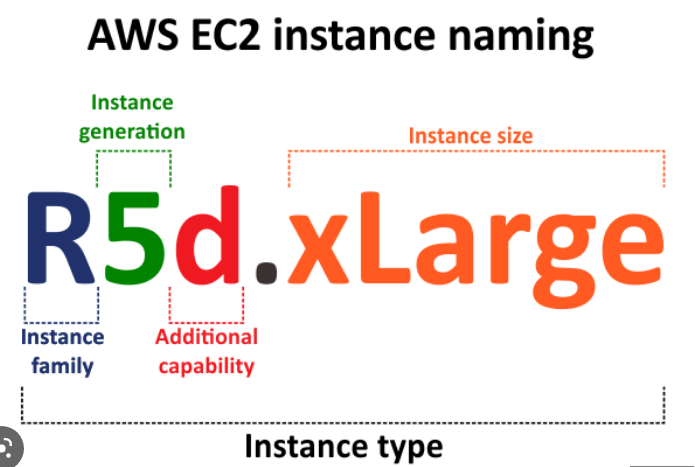 AWS EC2 instance naming
Instance
generation
Instance size
R5d.xLarge
Instance
family
Additional
capability
Instance type